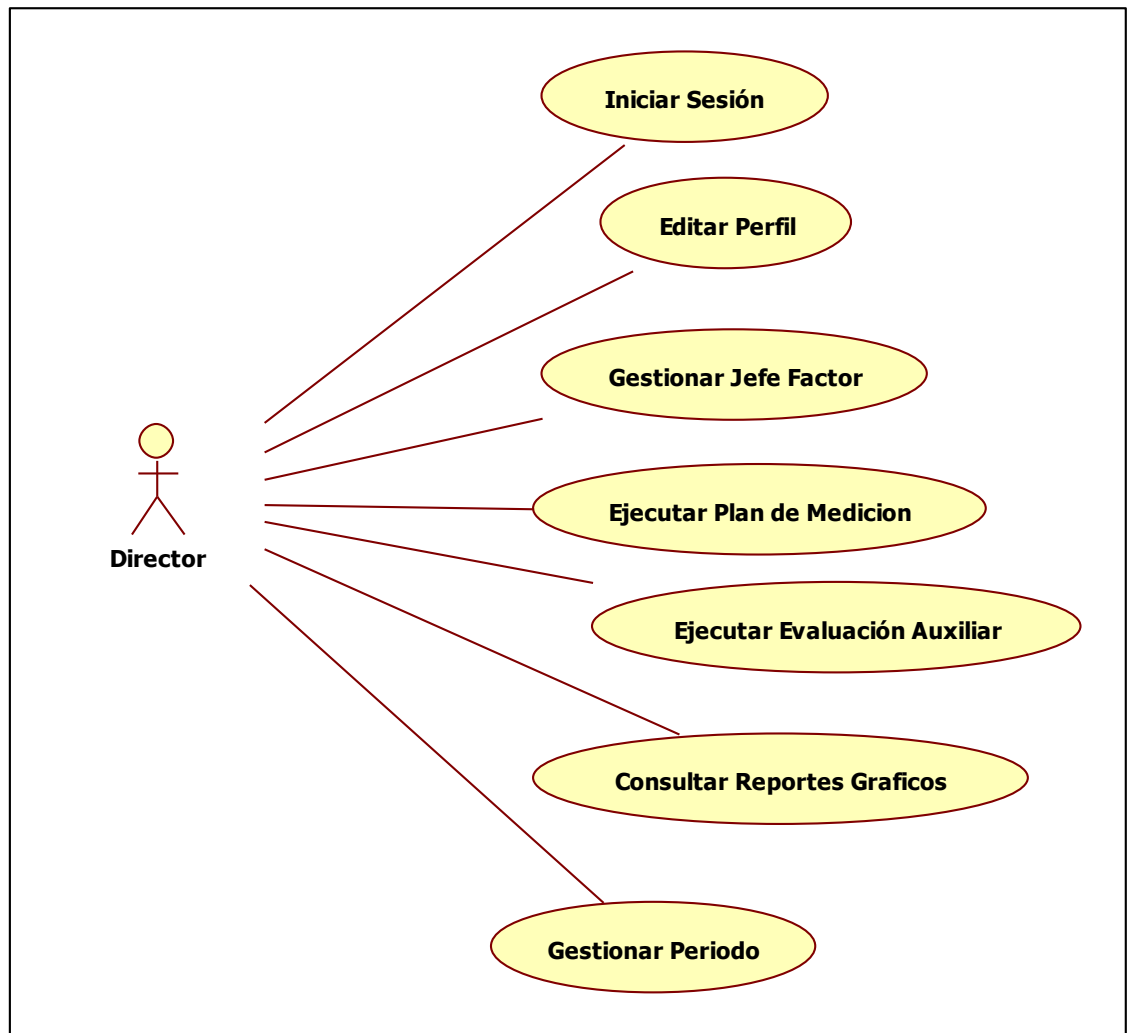 Iniciar Sesión
Editar Perfil
Gestionar Jefe Factor
Ejecutar Plan de Medicion
Director
Ejecutar Evaluación Auxiliar
Consultar Reportes Graficos
Gestionar Periodo